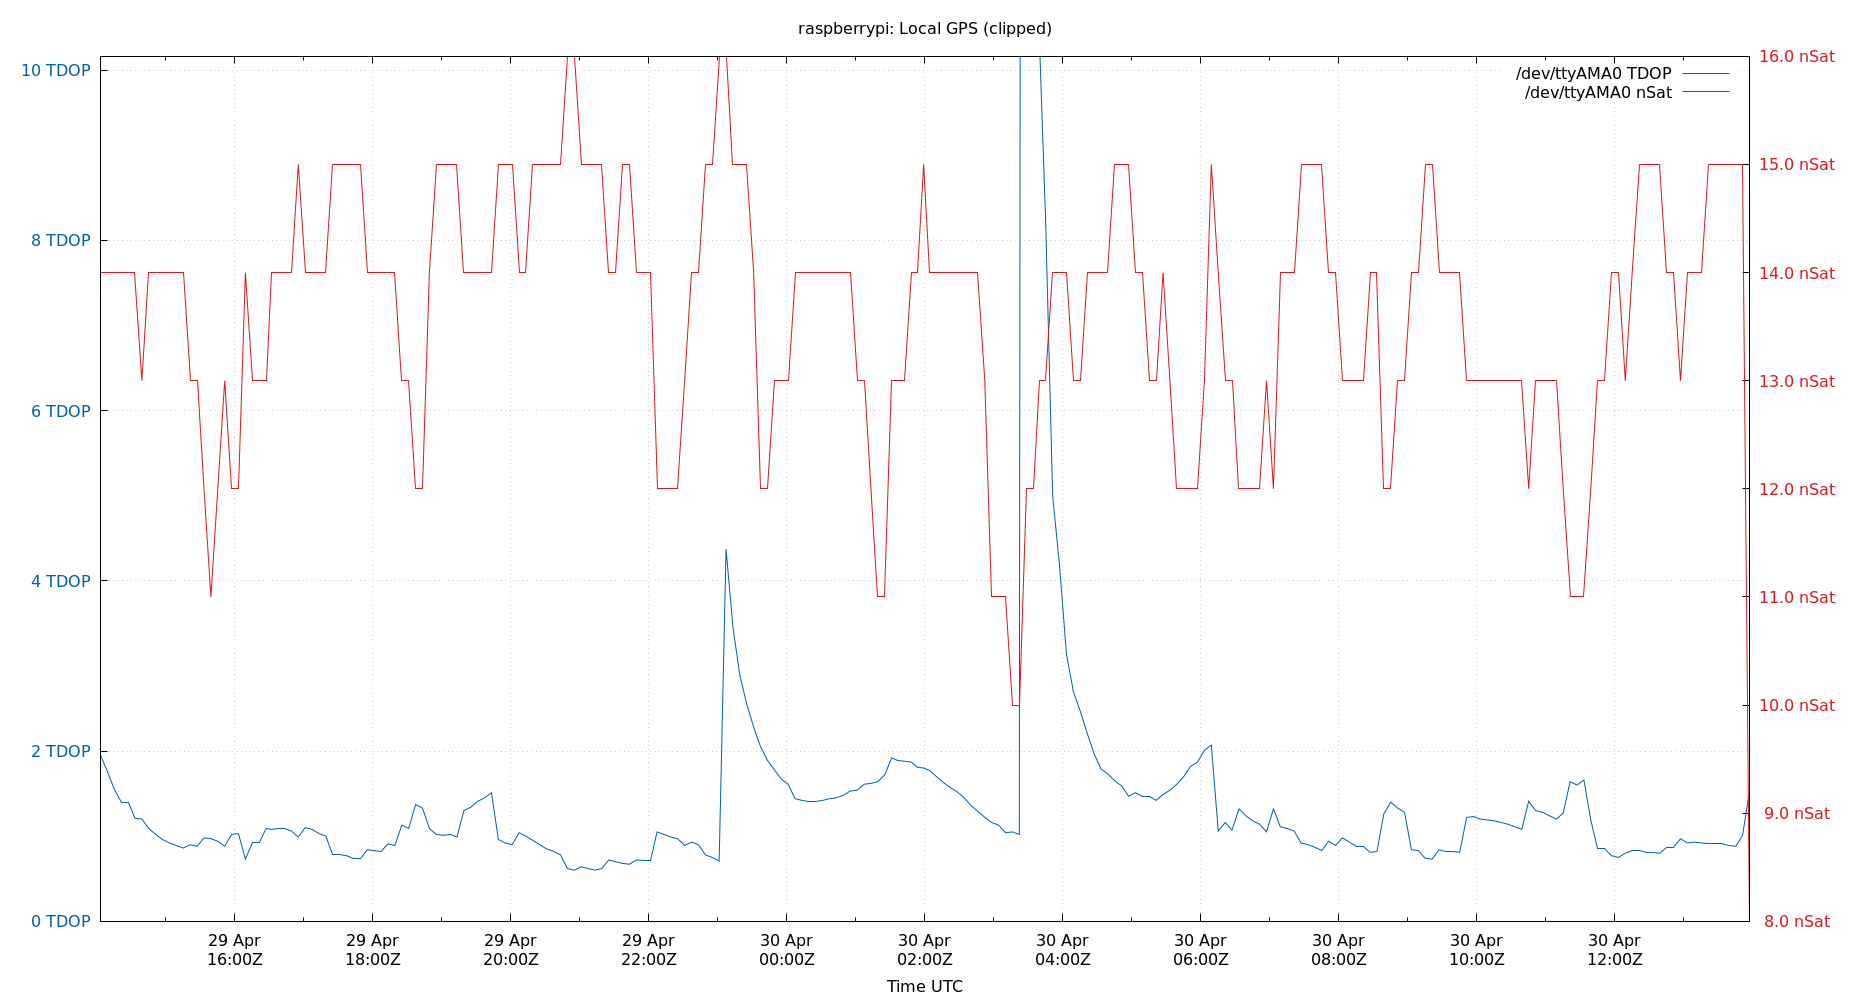 raspberrypi: Local GPS (clipped)
10 TDOP
8 TDOP
6 TDOP
4 TDOP
2 TDOP
0 TDOP
16.0 nSat
15.0 nSat
14.0 nSat
13.0 nSat
12.0 nSat
11.0 nSat
10.0 nSat
9.0 nSat
8.0 nSat
/dev/ttyAMA0 TDOP
/dev/ttyAMA0 nSat
29 Apr 29 Apr 29 Apr 29 Apr 30 Apr 30 Apr 30 Apr 30 Apr 30 Apr 30 Apr 30 Apr
16:00Z 18:00Z 20:00Z 22:00Z 00:00Z 02:00Z 04:00Z 06:00Z 08:00Z 10:00Z 12:00Z
Time UTC